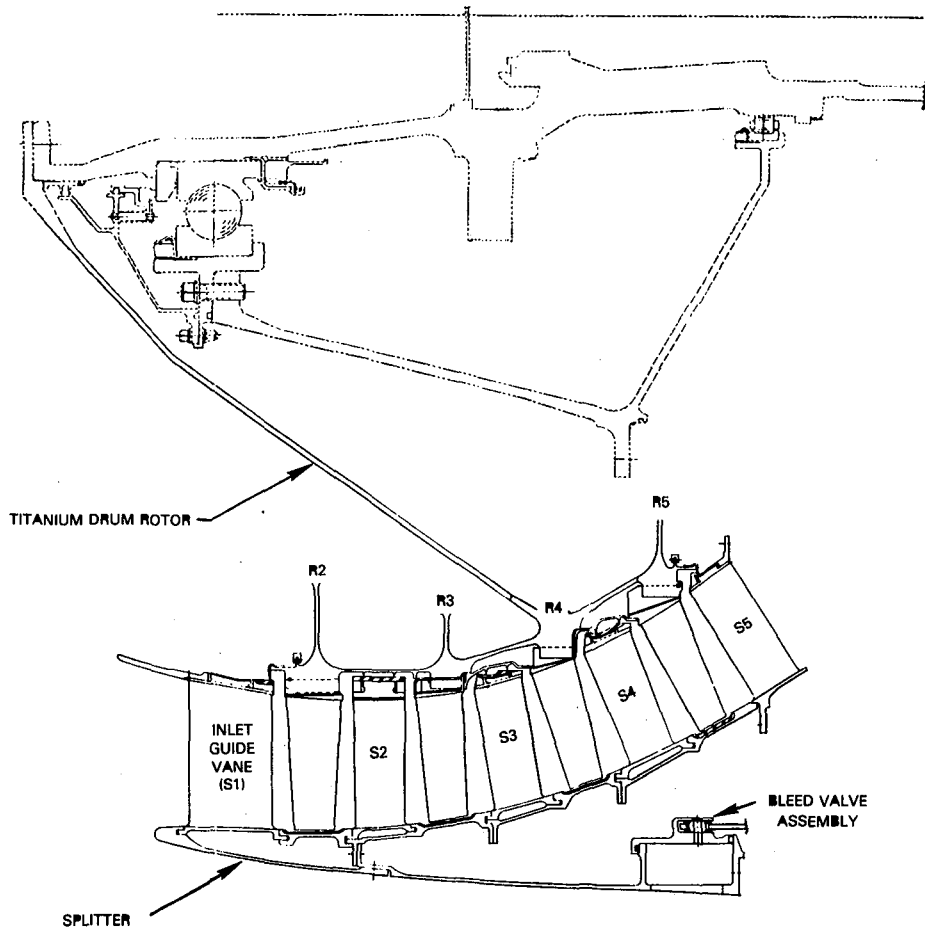 R5
TITANIUM DRUM ROTOR
R2
R3
R4
S5
S4
INLET
GUIDE
VANE
(S1)
S2
S3
BLEED VALVE
ASSEMBLY
SPLITTER